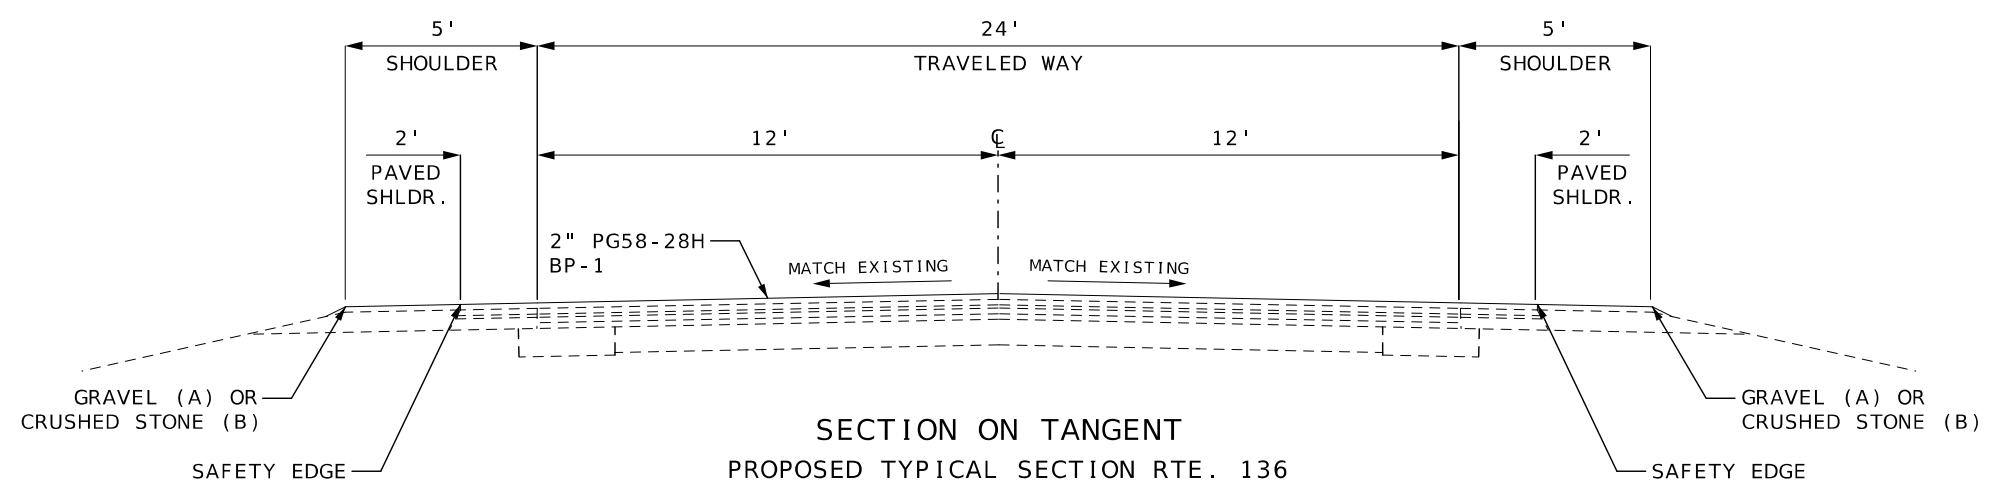 5' 24' 5'
SHOULDER TRAVELED WAY SHOULDER
2' 12' ℄ 12' 2'
PAVED PAVED
SHLDR. SHLDR.
2" PG58-28H
BP-1
MATCH EXISTING MATCH EXISTING
GRAVEL (A) OR GRAVEL (A) OR
CRUSHED STONE (B) CRUSHED STONE (B)
SECTION ON TANGENT
SAFETY EDGE PROPOSED TYPICAL SECTION RTE. 136 SAFETY EDGE